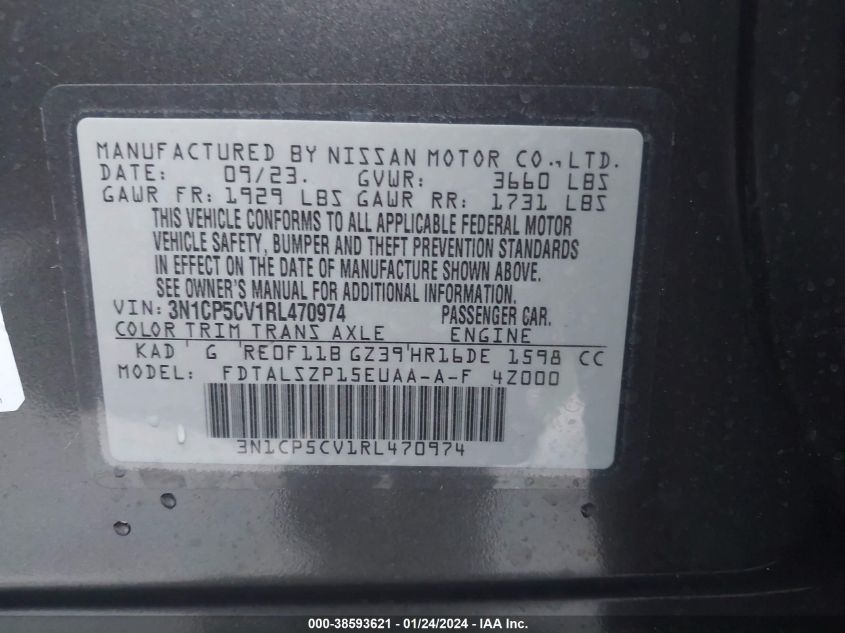 MANUFACTURED BY NISSAN MOTOR CO.,LTD.
DATE: 09/23. GVWR: 3660 LBS
GAWR FR: 1929 LBS GAWR RR: 1731 LBS
THIS VEHICLE CONFORMS TO ALL APPLICABLE FEDERAL MOTOR
VEHICLE SAFETY, BUMPER AND THEFT PREVENTION STANDARDS
IN EFFECT ON THE DATE OF MANUFACTURE SHOWN ABOVE.
SEE OWNER'S MANUAL FOR ADDITIONAL INFORMATION.
VIN: 3N1CP5CV1RL470974 PASSENGER CAR.
COLOR TRIM TRANS AXLE ENGINE
KAD G RE0F11B GZ39 HR16DE 1598 CC
MODEL: FDTALSZP15EUAA-A-F 4Z000
3N1CP5CV1RL470974
000-38593621 / 01/24/2024 / IAA Inc.